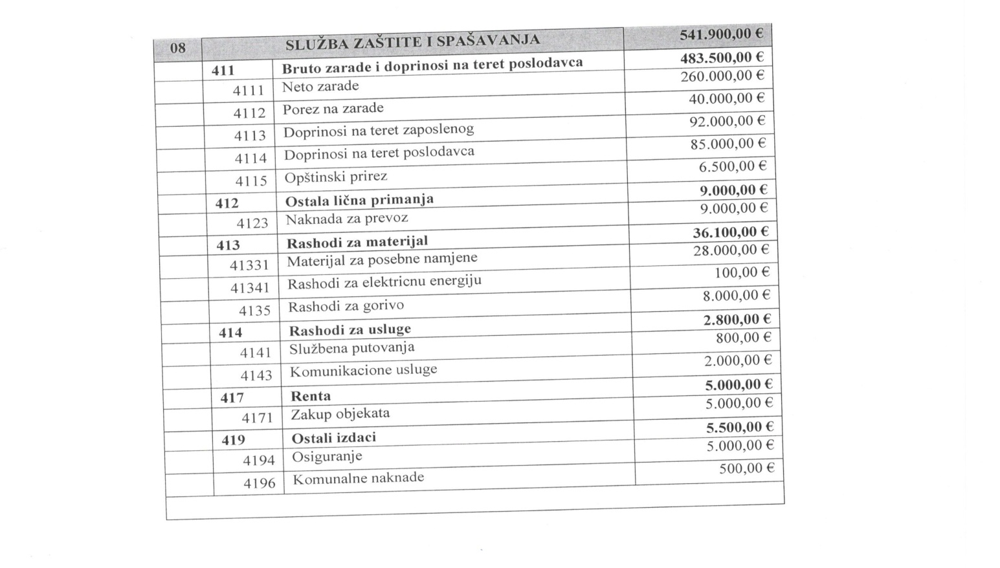 08 SLUŽBA ZAŠTITE I SPAŠAVANJA 541.900,00 €
411 Bruto zarade i doprinosi na teret poslodavca 483.500,00 €
4111 Neto zarade 260.000,00 €
4112 Porez na zarade 40.000,00 €
4113 Doprinosi na teret zaposlenog 92.000,00 €
4114 Doprinosi na teret poslodavca 85.000,00 €
4115 Opštinski prirez 6.500,00 €
412 Ostala lična primanja 9.000,00 €
4123 Naknada za prevoz 9.000,00 €
413 Rashodi za materijal 36.100,00 €
41331 Materijal za posebne namjene 28.000,00 €
41341 Rashodi za elektricnu energiju 100,00 €
4135 Rashodi za gorivo 8.000,00 €
414 Rashodi za usluge 2.800,00 €
4141 Službena putovanja 800,00 €
4143 Komunikacione usluge 2.000,00 €
417 Renta 5.000,00 €
4171 Zakup objekata 5.000,00 €
419 Ostali izdaci 5.500,00 €
4194 Osiguranje 5.000,00 €
4196 Komunalne naknade 500,00 €